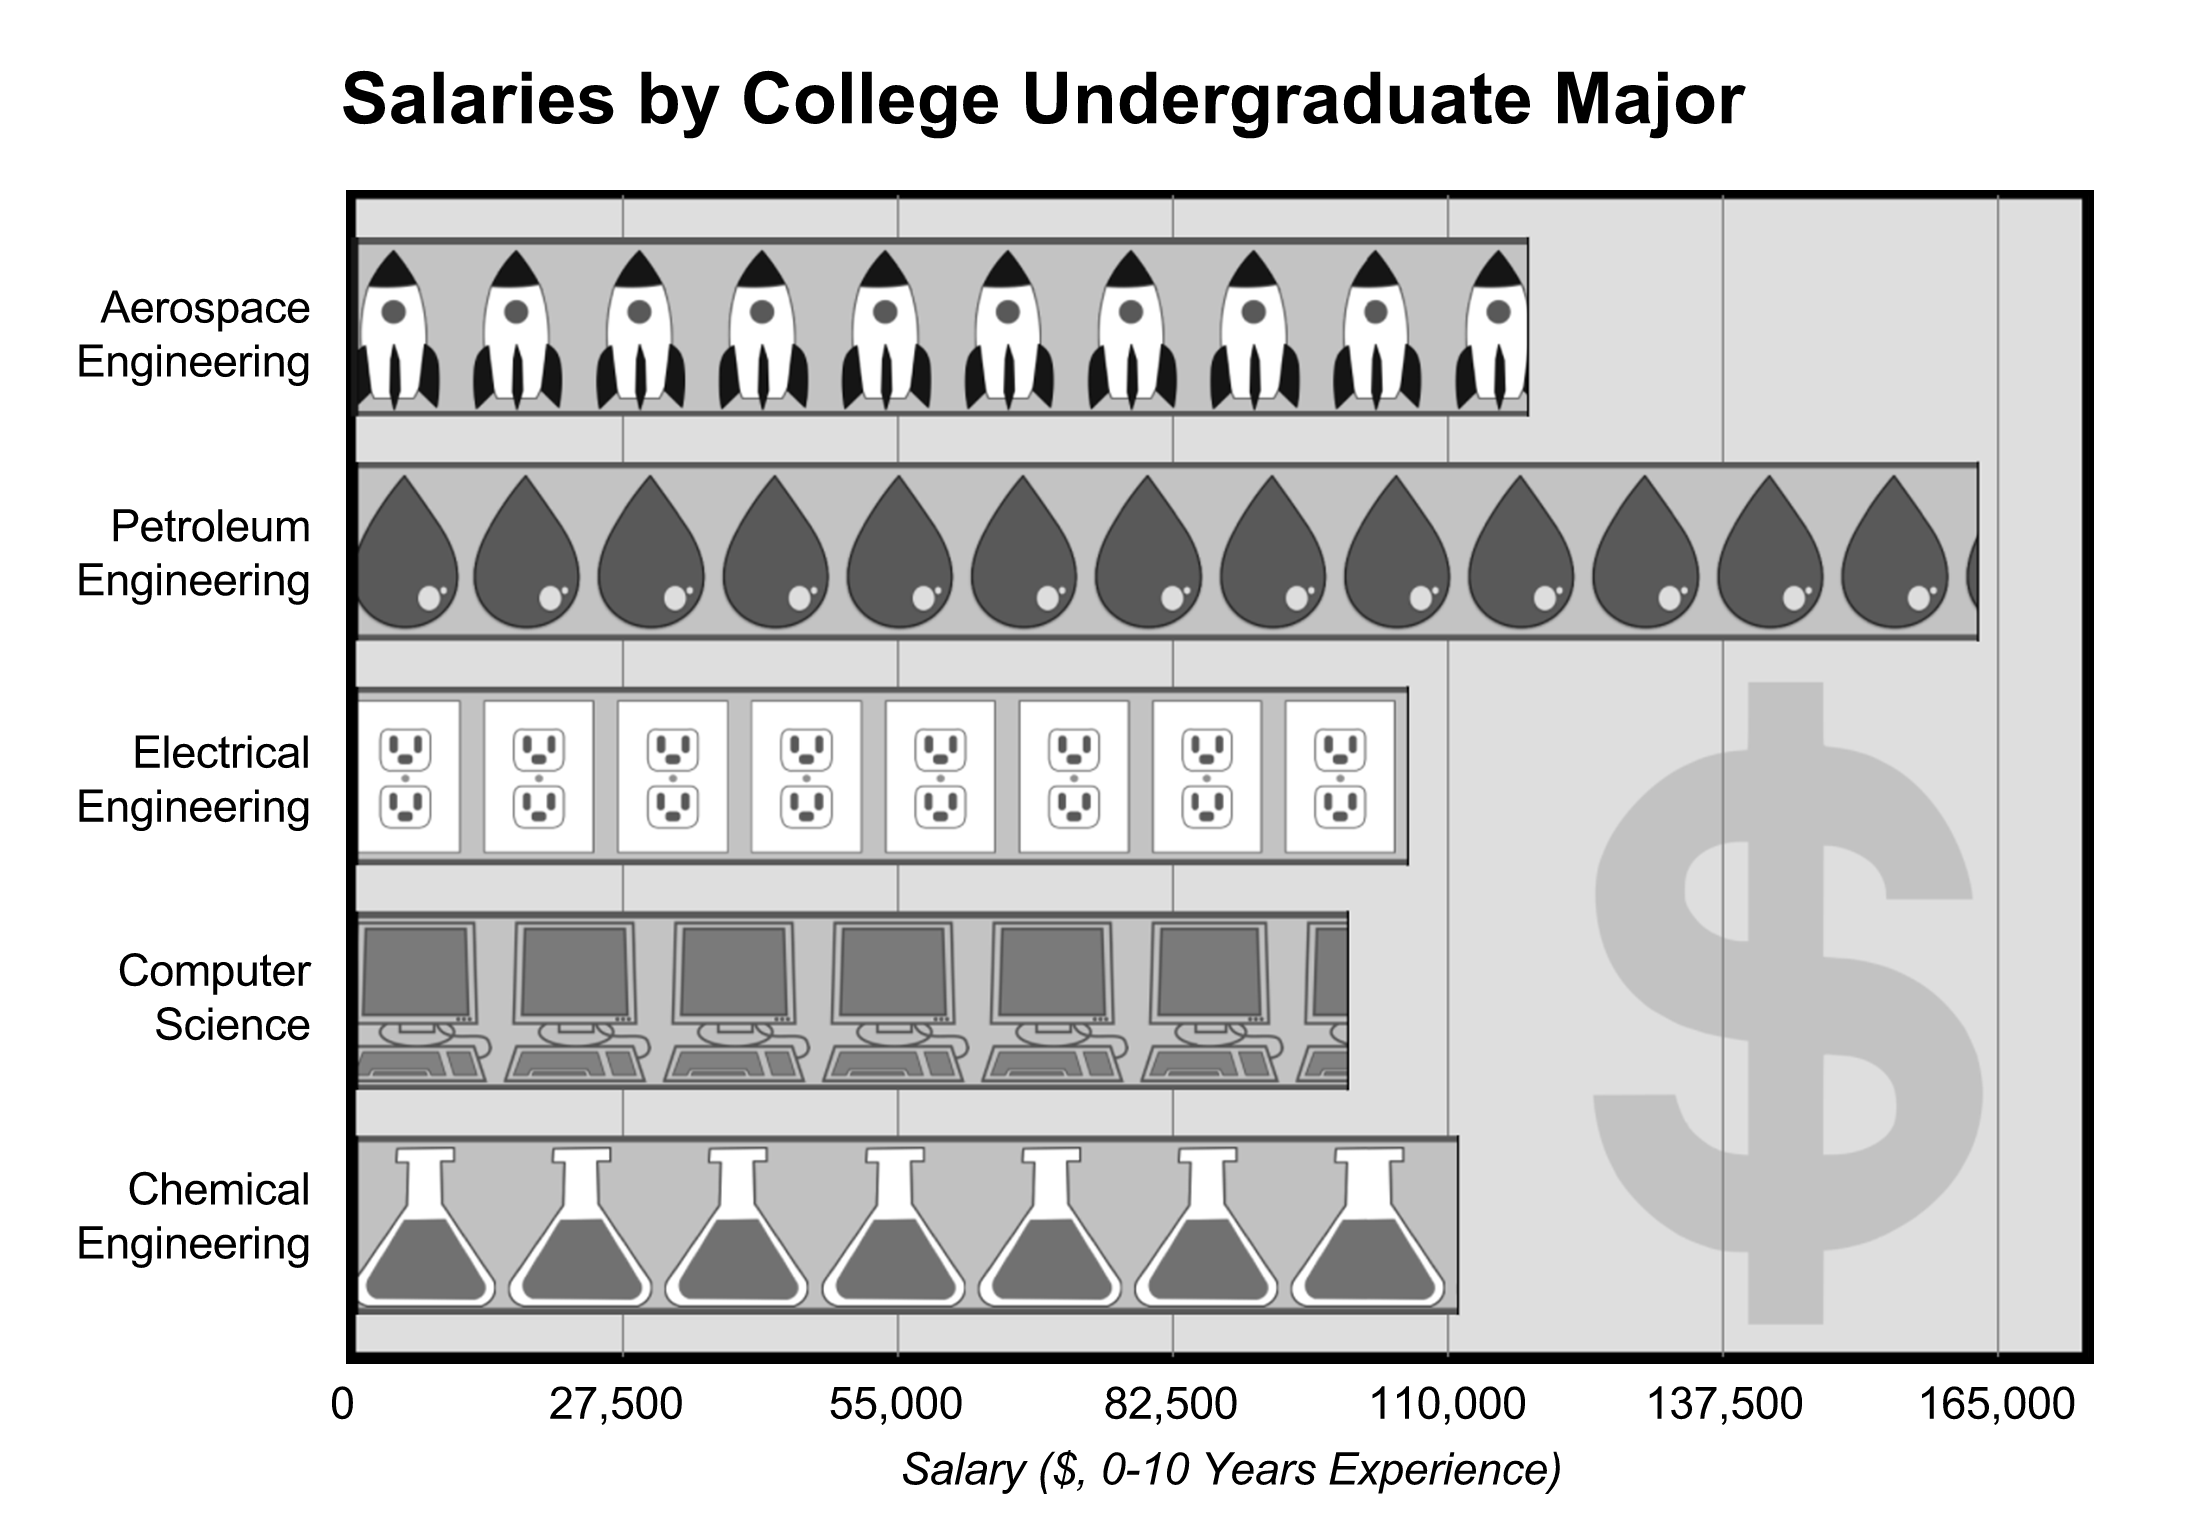 Salaries by College Undergraduate Major
Aerospace
Engineering
Petroleum
Engineering
Electrical
Engineering
Computer
Science
Chemical
Engineering
$
0 27,500 55,000 82,500 110,000 137,500 165,000
Salary ($, 0-10 Years Experience)